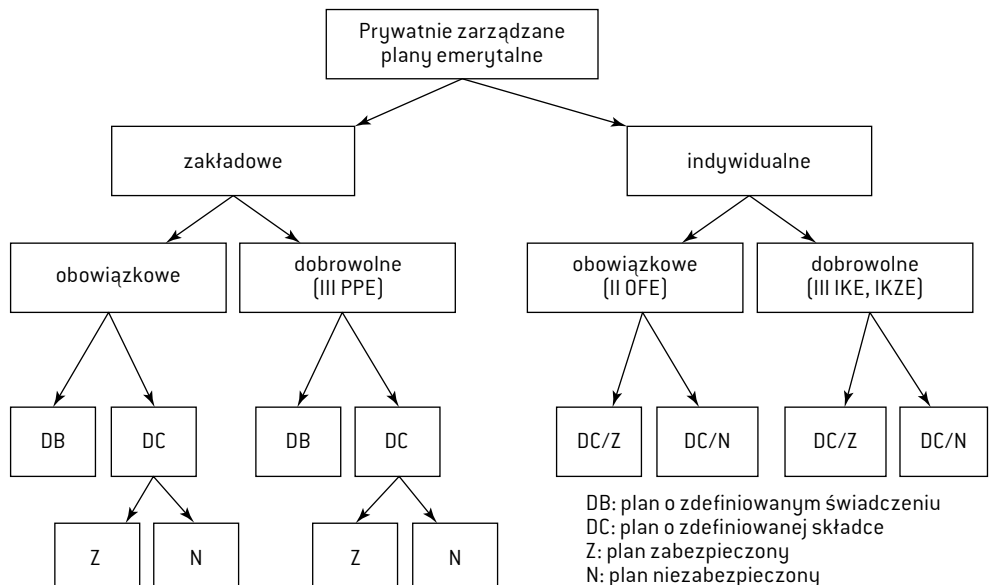 Prywatnie zarządzane
plany emerytalne
zakładowe
indywidualne
obowiązkowe
dobrowolne
(III PPE)
obowiązkowe
(II OFE)
dobrowolne
(III IKE, IKZE)
DB
DC
DB
DC
DC/Z
DC/N
DC/Z
DC/N
Z
N
Z
N
DB: plan o zdefiniowanym świadczeniu
DC: plan o zdefiniowanej składce
Z: plan zabezpieczony
N: plan niezabezpieczony